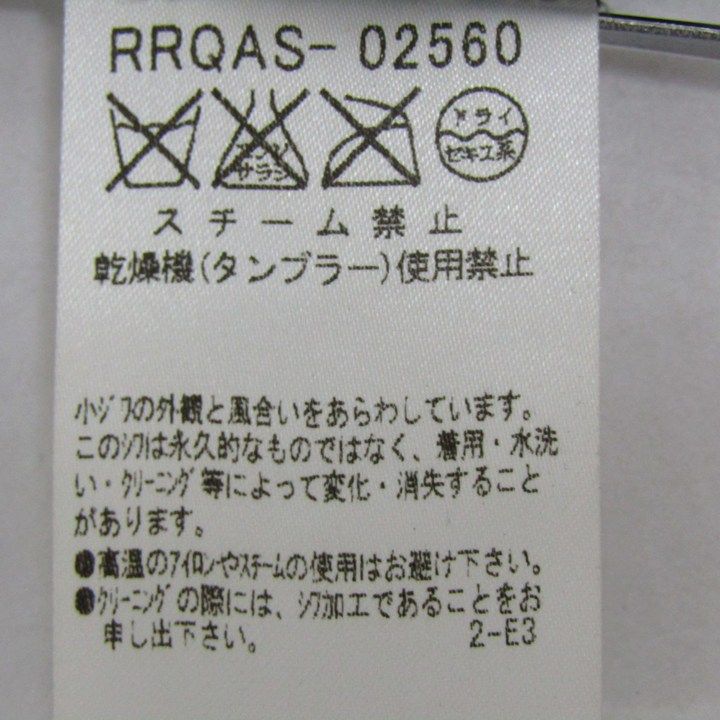 RRQAS- 02560
エンソ
サラシ
ドライ
セキユ系
スチーム禁止
乾燥機(タンブラー)使用禁止
小ｼﾞﾜの外観と風合いをあらわしています。
このｼﾜは永久的なものではなく、着用・水洗
い・ｸﾘｰﾆﾝｸﾞ等によって変化・消失すること
があります。
●高温のｱｲﾛﾝやｽﾁｰﾑの使用はお避け下さい。
●ｸﾘｰﾆﾝｸﾞの際には、ｼﾜ加工であることをお
申し出下さい。 2-E3